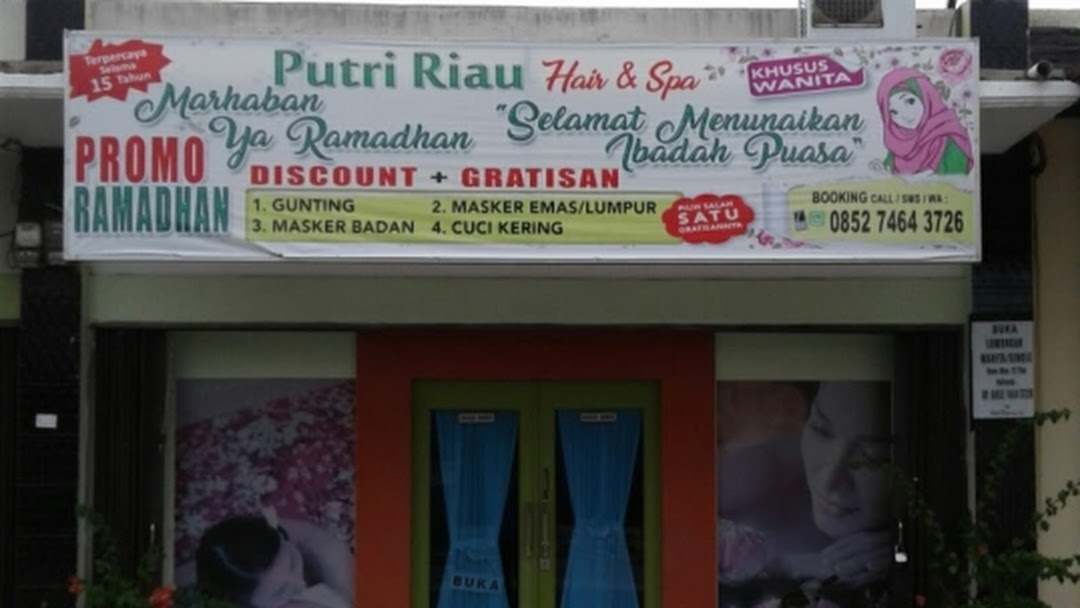 Terpercaya
Selama
15 Tahun
Putri Riau Hair & Spa
KHUSUS
WANITA
Marhaban
Ya Ramadhan
"Selamat Menunaikan
Ibadah Puasa"
PROMO
RAMADHAN
DISCOUNT + GRATISAN
1. GUNTING
2. MASKER EMAS/LUMPUR
3. MASKER BADAN
4. CUCI KERING
PILIH SALAH
SATU
GRATISANNYA
BOOKING CALL / SMS / WA :
0852 7464 3726
BUKA
LOWONGAN
BUKA